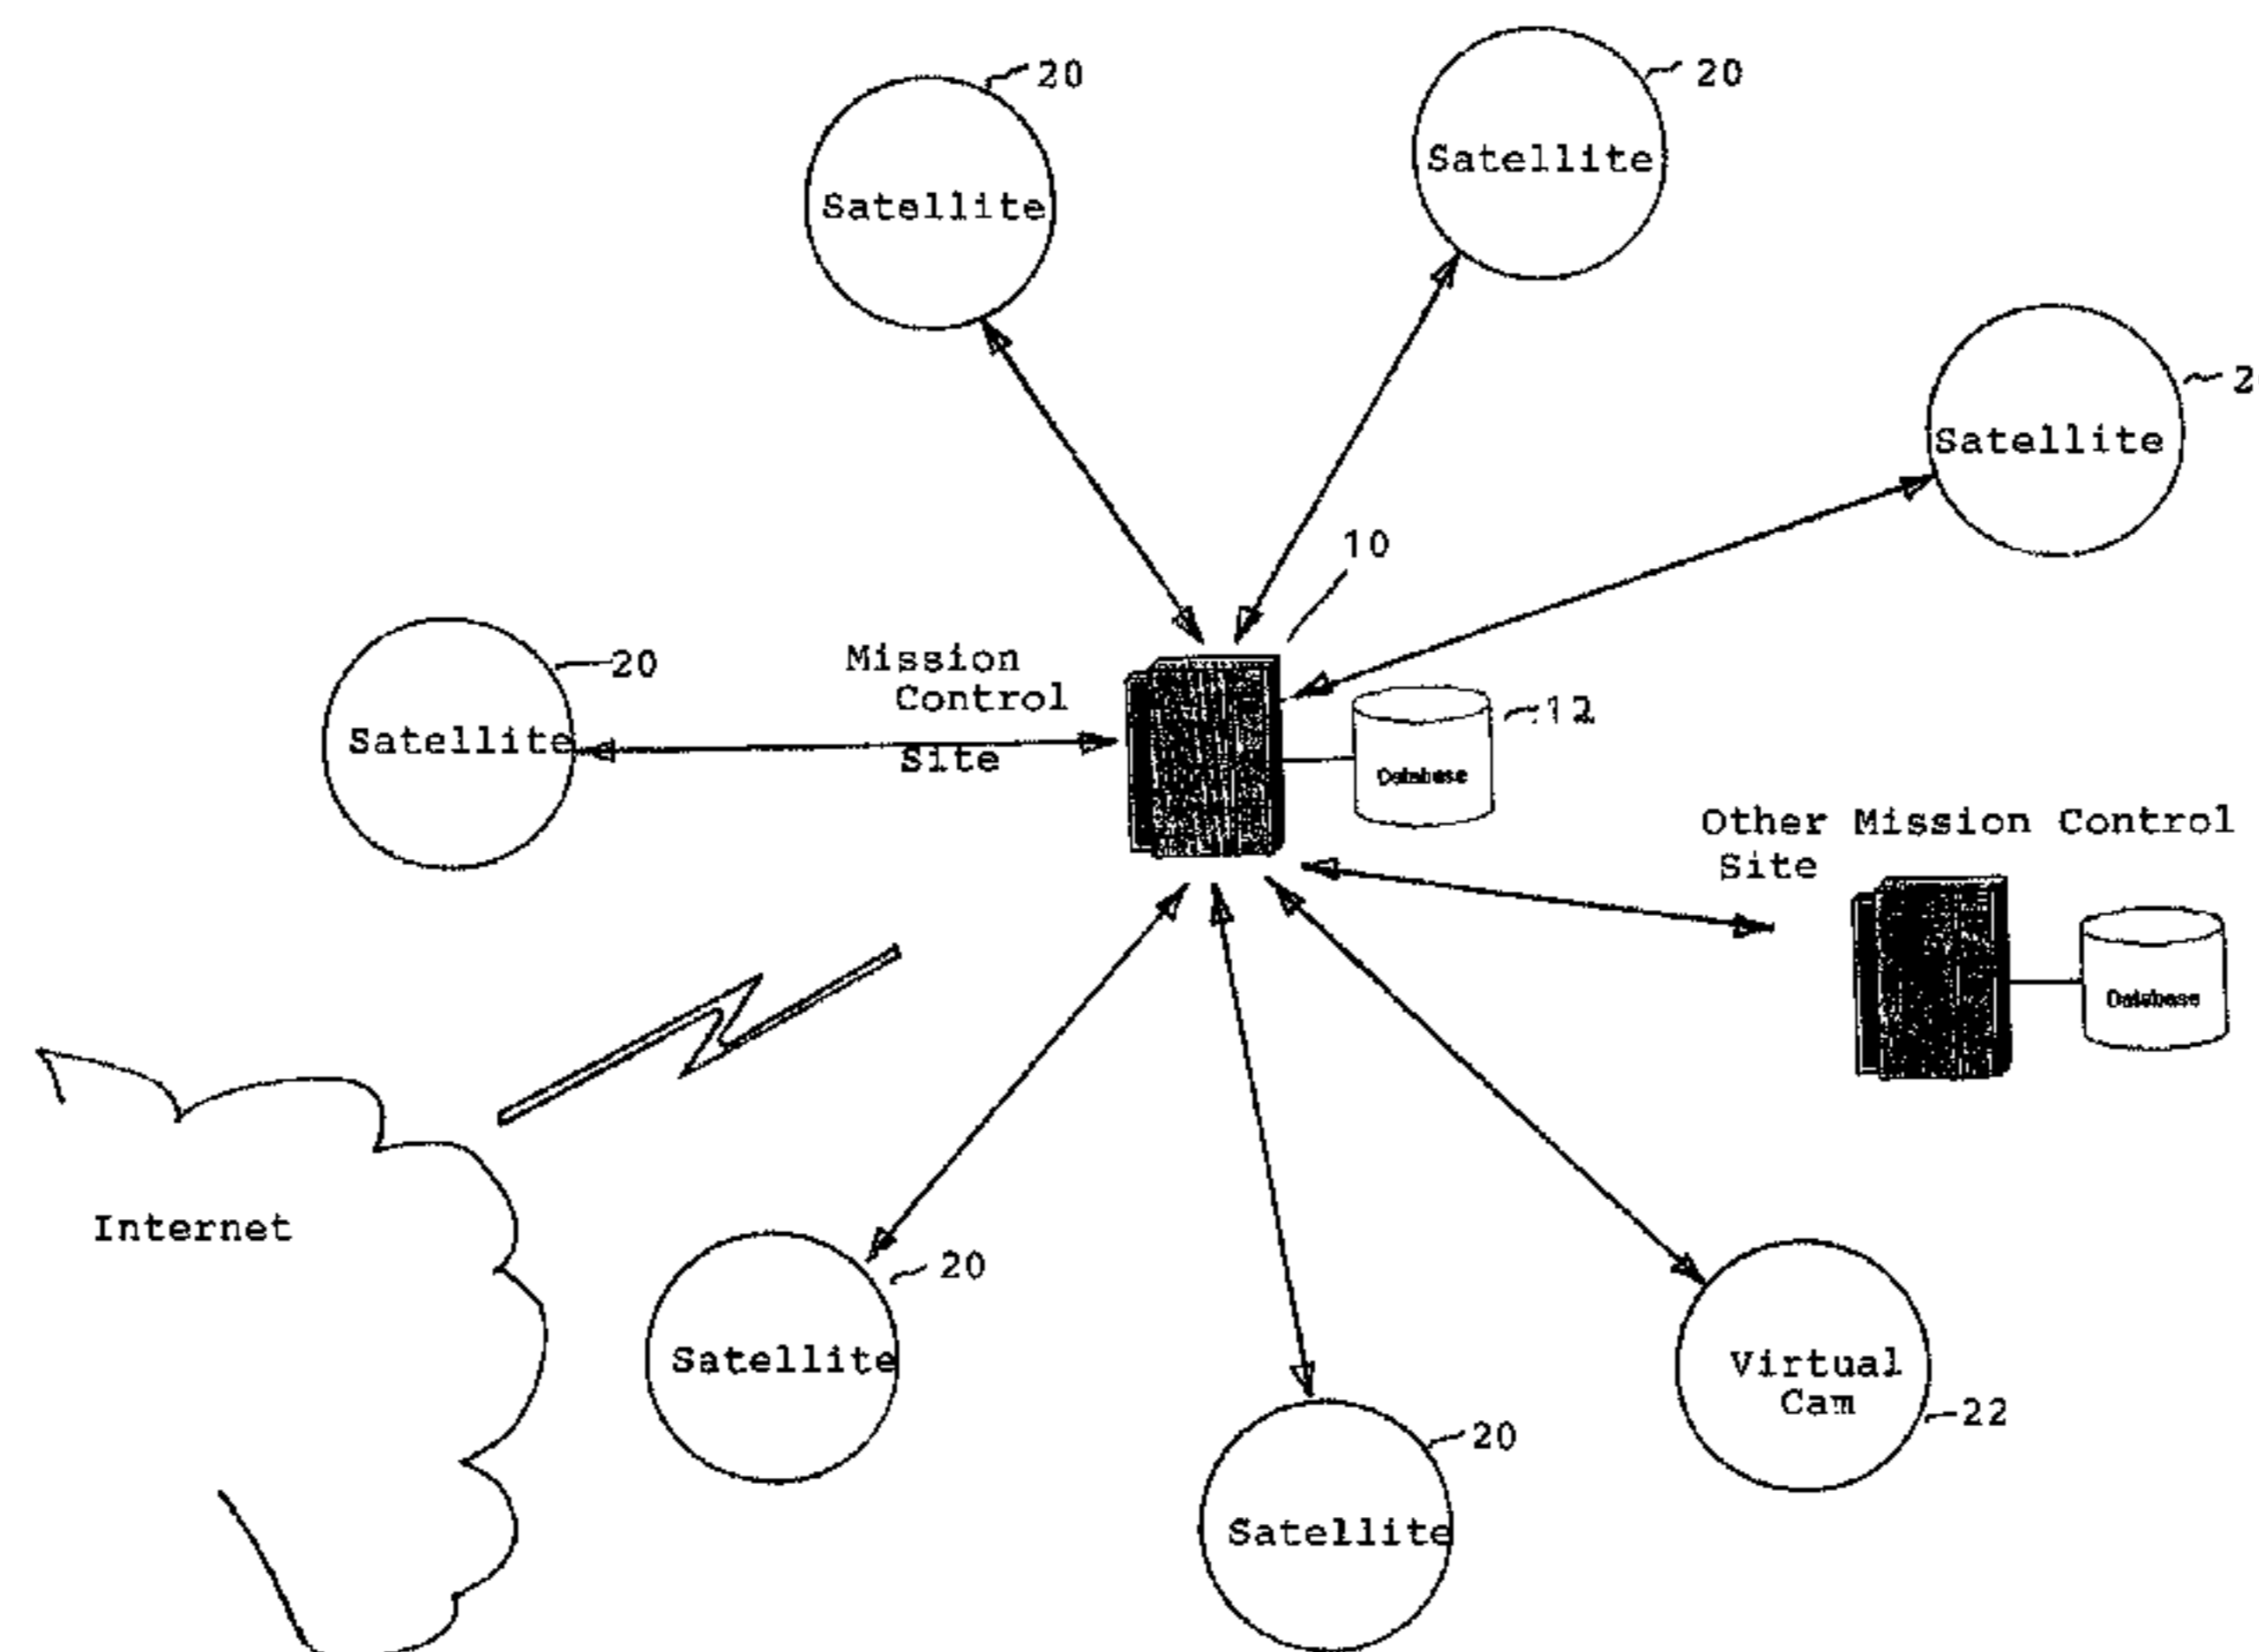 20
20
Satellite
Satellite
2
Satellite
10
Mission
Control
Site
20
Satellite
12
Database
Other Mission Control
Site
Database
Internet
20
Satellite
Virtual
Cam
22
20
Satellite